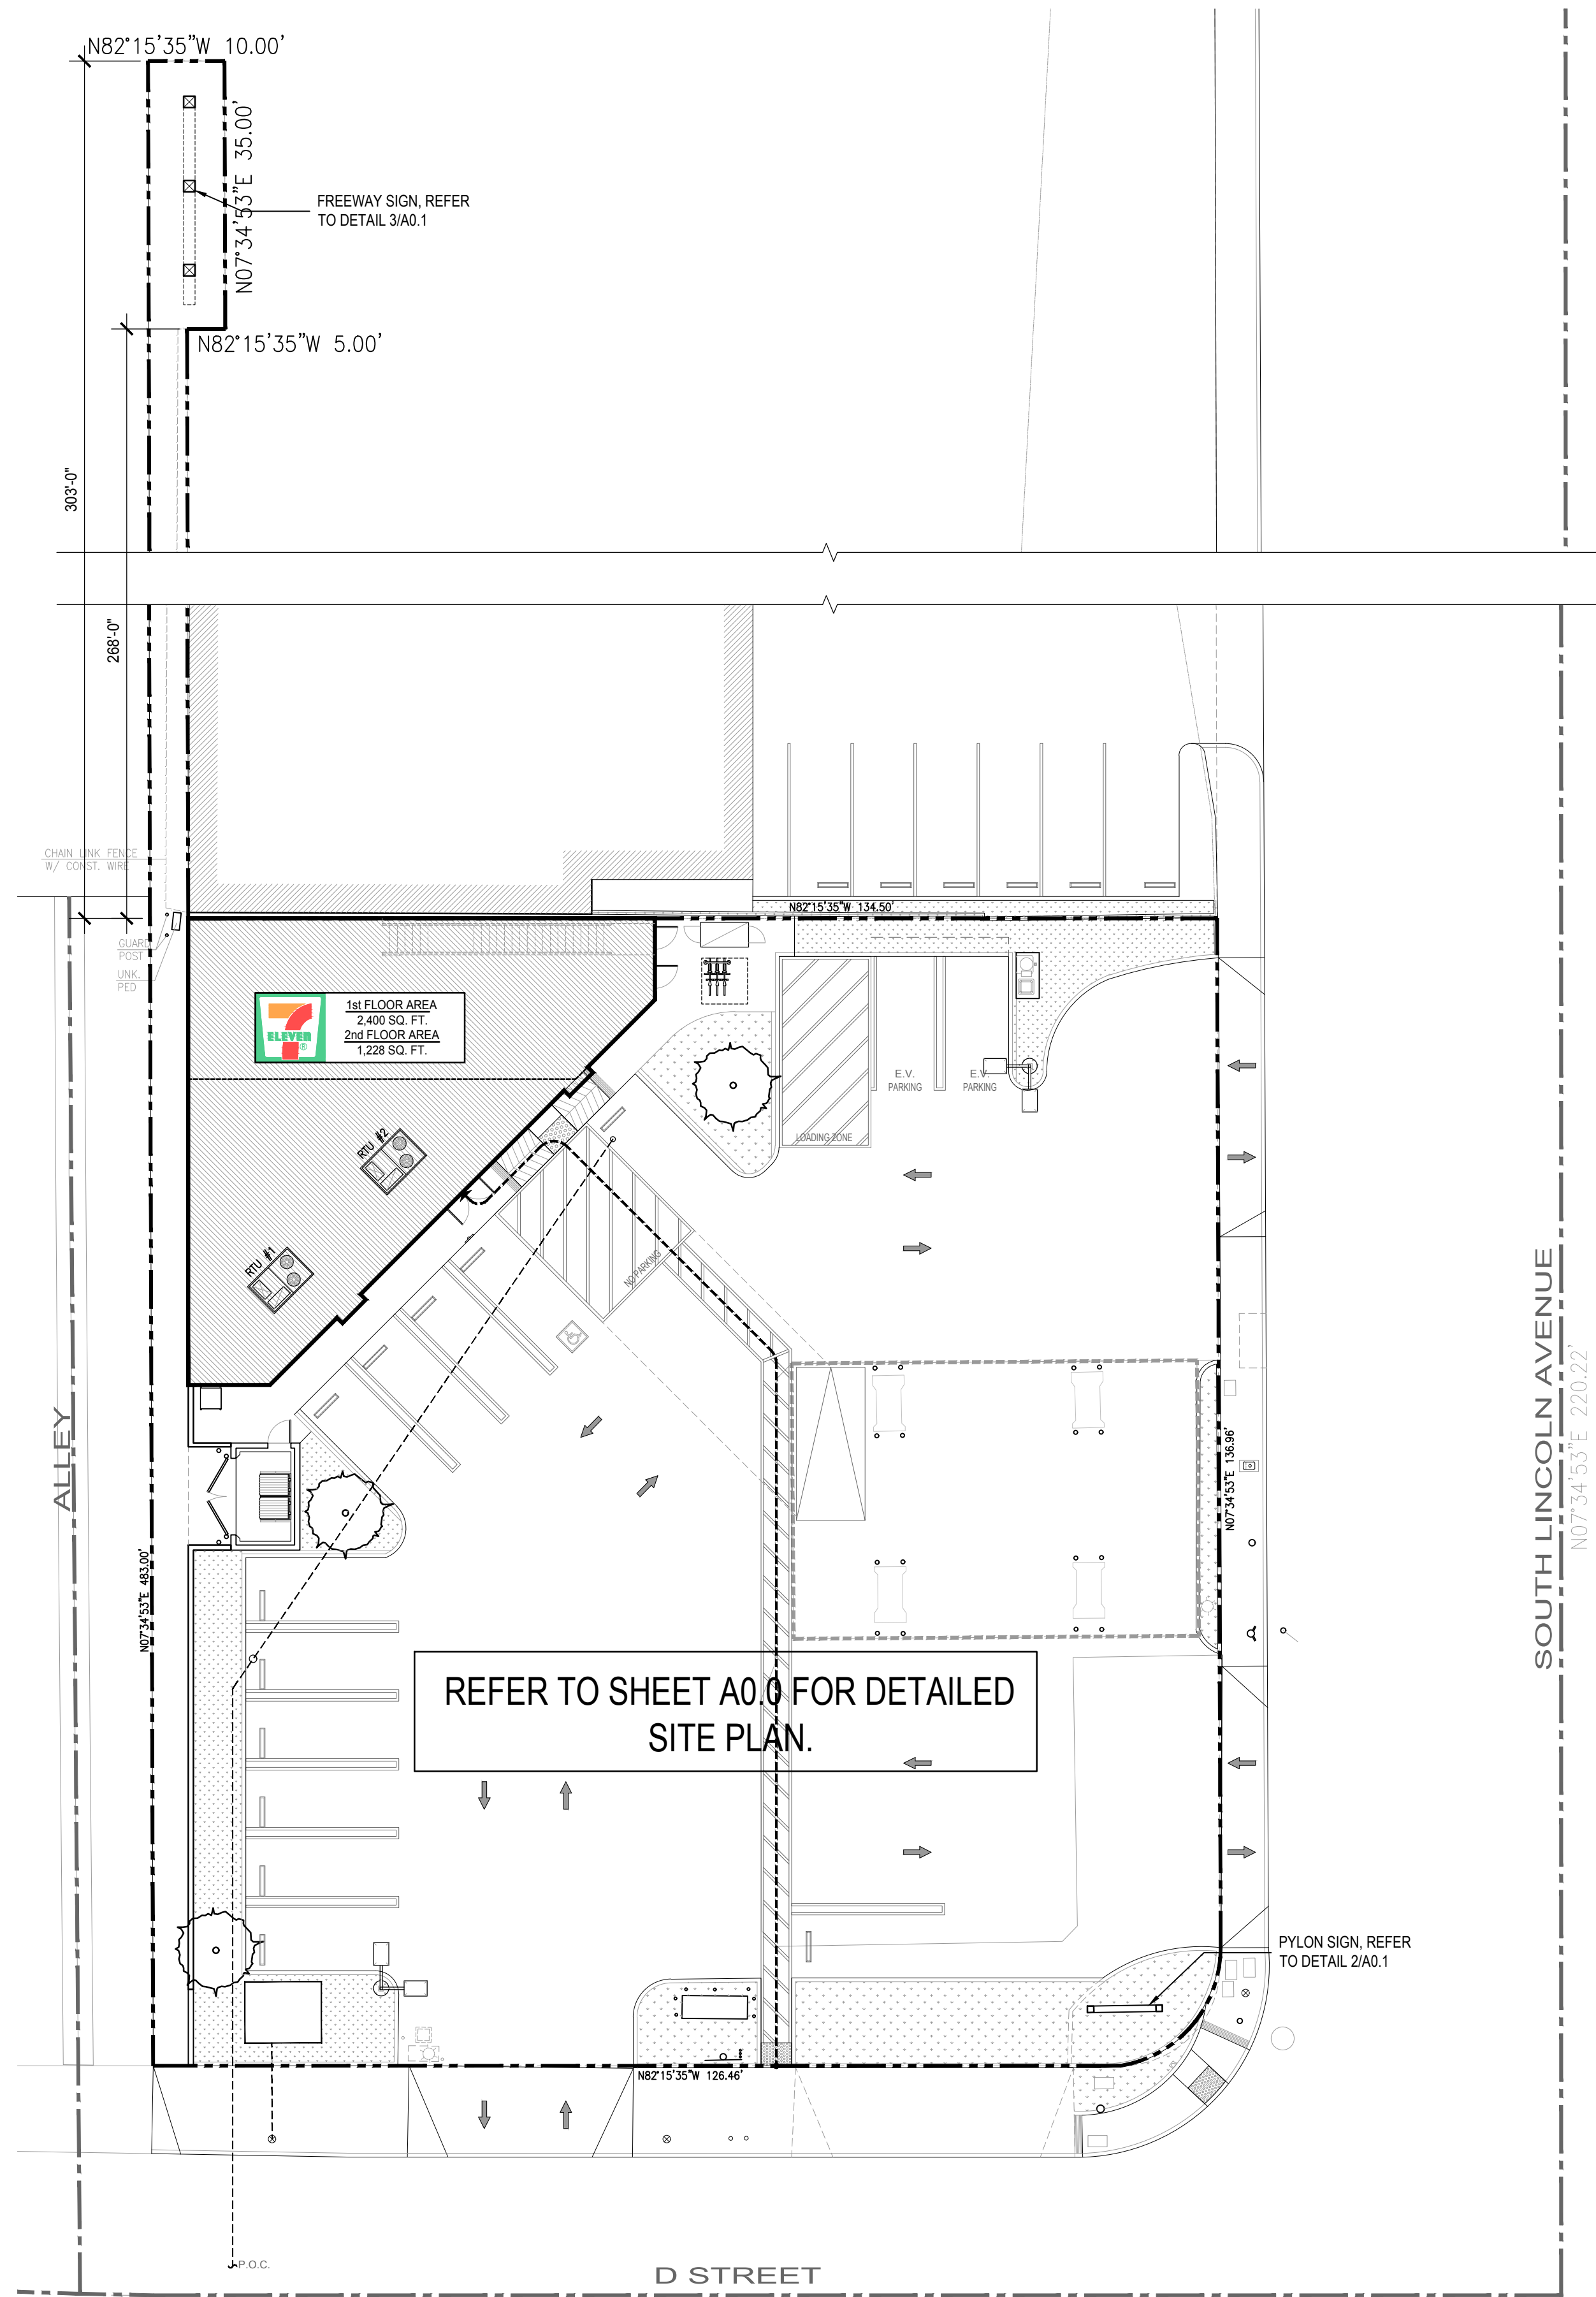 N82°15'35"W 10.00'
N07°34'53"E 35.00'
FREEWAY SIGN, REFER
TO DETAIL 3/A0.1
N82°15'35"W 5.00'
303'-0"
268'-0"
CHAIN LINK FENCE
W/ CONST. WIRE
N82°15'35"W 134.50'
GUARD
POST
UNK.
PED
7
ELEVEN
®
1st FLOOR AREA
2,400 SQ. FT.
2nd FLOOR AREA
1,228 SQ. FT.
E.V.
PARKING
E.V.
PARKING
LOADING ZONE
RTU #2
RTU #1
NO PARKING
ALLEY
SOUTH LINCOLN AVENUE
N07°34'53"E 220.22'
N07°34'53"E 136.96'
N07°34'53"E 483.00'
REFER TO SHEET A0.0 FOR DETAILED
SITE PLAN.
PYLON SIGN, REFER
TO DETAIL 2/A0.1
N82°15'35"W 126.46'
P.O.C.
D STREET